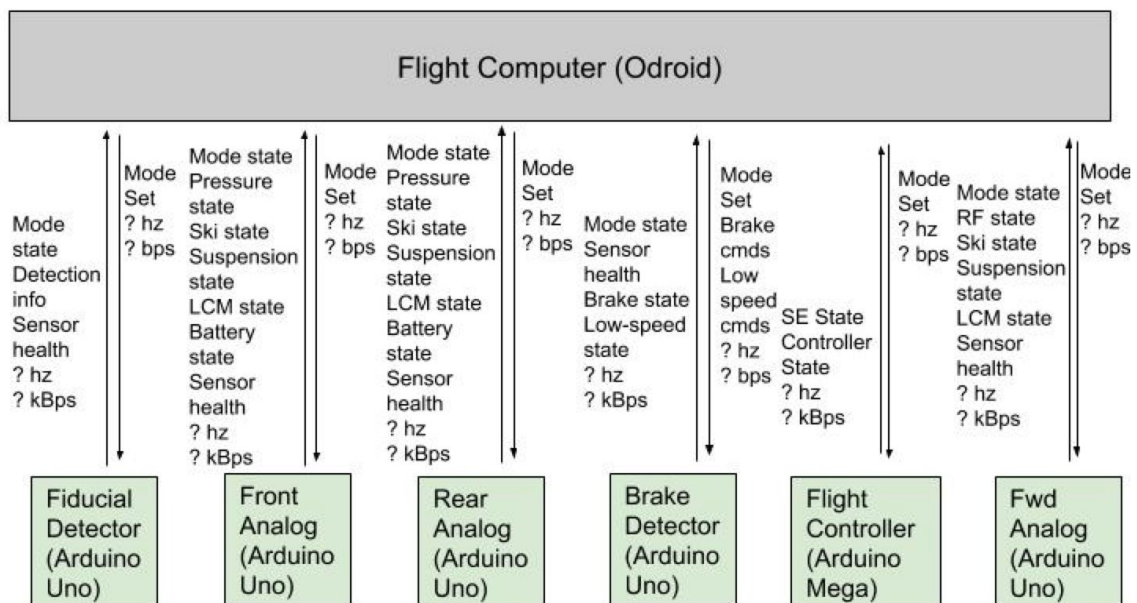 Flight Computer (Odroid)
Mode
state
Detection
info
Sensor
health
? hz
? kBps
Mode
Set
? hz
? bps
Mode state
Pressure
state
Ski state
Suspension
state
LCM state
Battery
state
Sensor
health
? hz
? kBps
Mode
Set
? hz
? bps
Mode state
Pressure
state
Ski state
Suspension
state
LCM state
Battery
state
Sensor
health
? hz
? kBps
Mode
Set
? hz
? bps
Mode state
Sensor
health
Brake state
Low-speed
state
? hz
? kBps
Mode
Set
Brake
cmds
Low
speed
cmds
? hz
? bps
SE State
Controller
State
? hz
? kBps
Mode
Set
? hz
? bps
Mode state
RF state
Ski state
Suspension
state
LCM state
Sensor
health
? hz
? kBps
Mode
Set
? hz
? bps
Fiducial
Detector
(Arduino
Uno)
Front
Analog
(Arduino
Uno)
Rear
Analog
(Arduino
Uno)
Brake
Detector
(Arduino
Uno)
Flight
Controller
(Arduino
Mega)
Fwd
Analog
(Arduino
Uno)